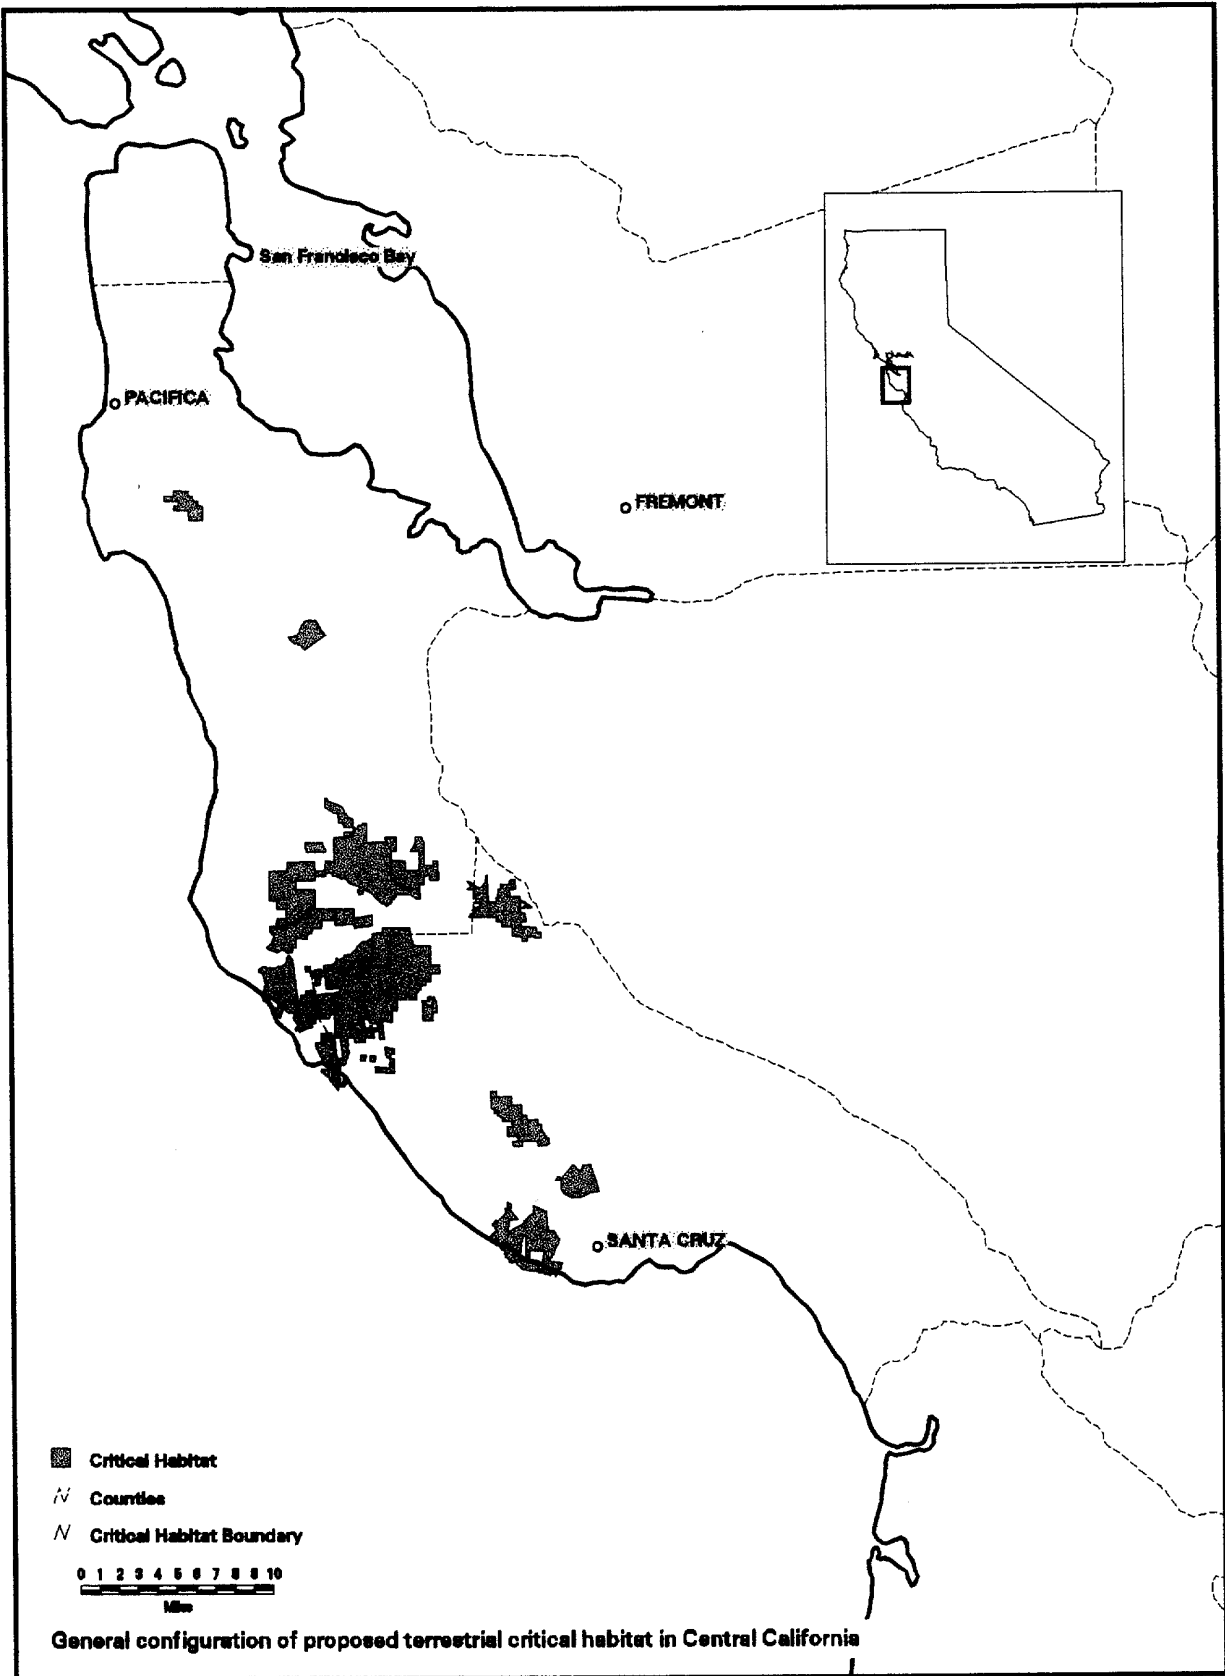 San Francisco Bay
PACIFICA
FREMONT
SANTA CRUZ
Critical Habitat
Counties
Critical Habitat Boundary
0 1 2 3 4 5 6 7 8 9 10
Miles
General configuration of proposed terrestrial critical habitat in Central California